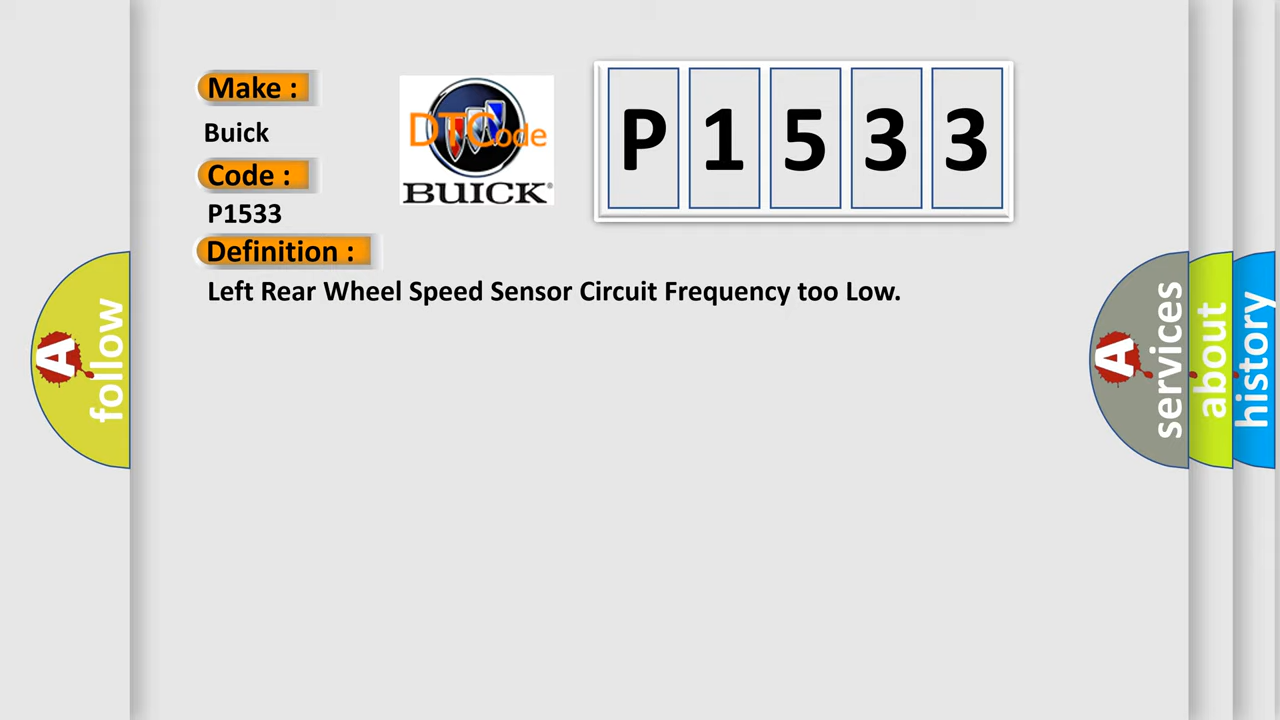 Make :
Buick
Code :
P1533
Definition :
Left Rear Wheel Speed Sensor Circuit Frequency too Low.
DTCode
BUICK®
P 1 5 3 3
A follow
A services
about
history